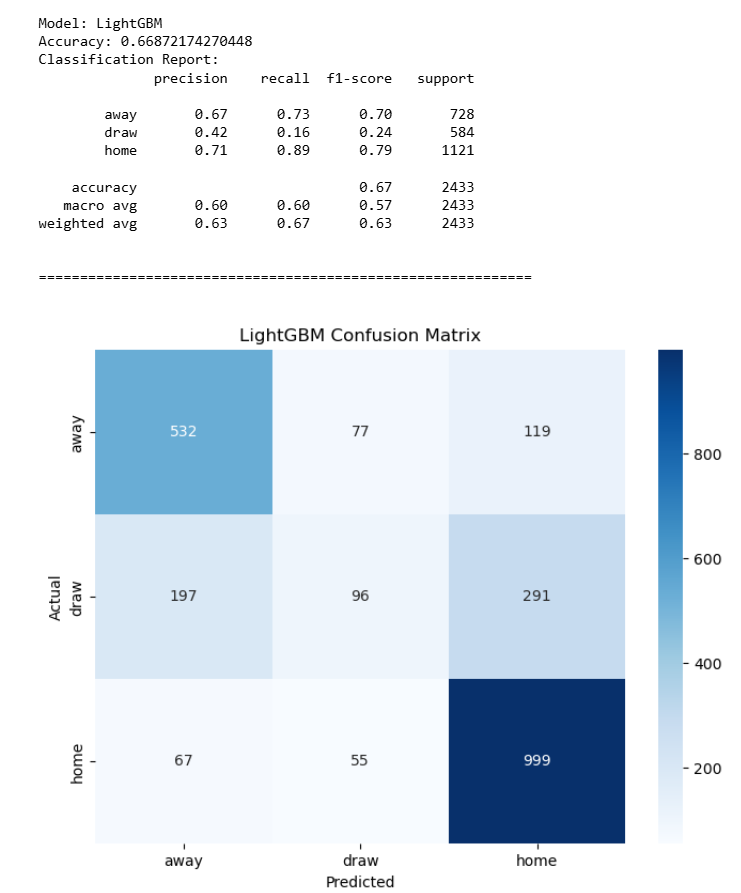 Model: LightGBM
Accuracy: 0.66872174270448
Classification Report:
precision recall f1-score support
away 0.67 0.73 0.70 728
draw 0.42 0.16 0.24 584
home 0.71 0.89 0.79 1121
accuracy 0.67 2433
macro avg 0.60 0.60 0.57 2433
weighted avg 0.63 0.67 0.63 2433
============================================================
LightGBM Confusion Matrix
away 532 77 119
draw 197 96 291
home 67 55 999
away draw home
Predicted
Actual
800
600
400
200